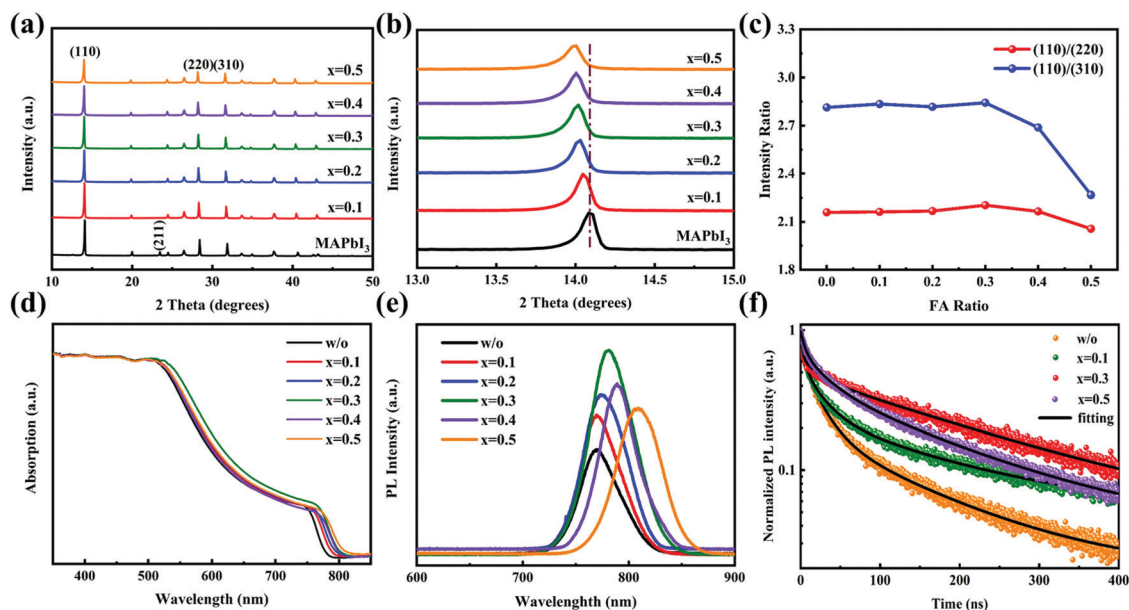 (a)
(110)
(220)(310)
x=0.5
x=0.4
x=0.3
x=0.2
x=0.1
(211)
MAPbI3
Intensity (a.u.)
10 20 30 40 50
2 Theta (degrees)
(b)
x=0.5
x=0.4
x=0.3
x=0.2
x=0.1
MAPbI3
Intensity (a.u.)
13.0 13.5 14.0 14.5 15.0
2 Theta (degrees)
(c)
(110)/(220)
(110)/(310)
3.3
3.0
2.7
2.4
2.1
1.8
Intensity Ratio
0.0 0.1 0.2 0.3 0.4 0.5
FA Ratio
(d)
w/o
x=0.1
x=0.2
x=0.3
x=0.4
x=0.5
Absorption (a.u.)
400 500 600 700 800
Wavelength (nm)
(e)
w/o
x=0.1
x=0.2
x=0.3
x=0.4
x=0.5
PL Intensity (a.u.)
600 700 800 900
Wavelenghth (nm)
(f)
w/o
x=0.1
x=0.3
x=0.5
fitting
1
0.1
Normalized PL intensity (a.u.)
0 100 200 300 400
Time (ns)